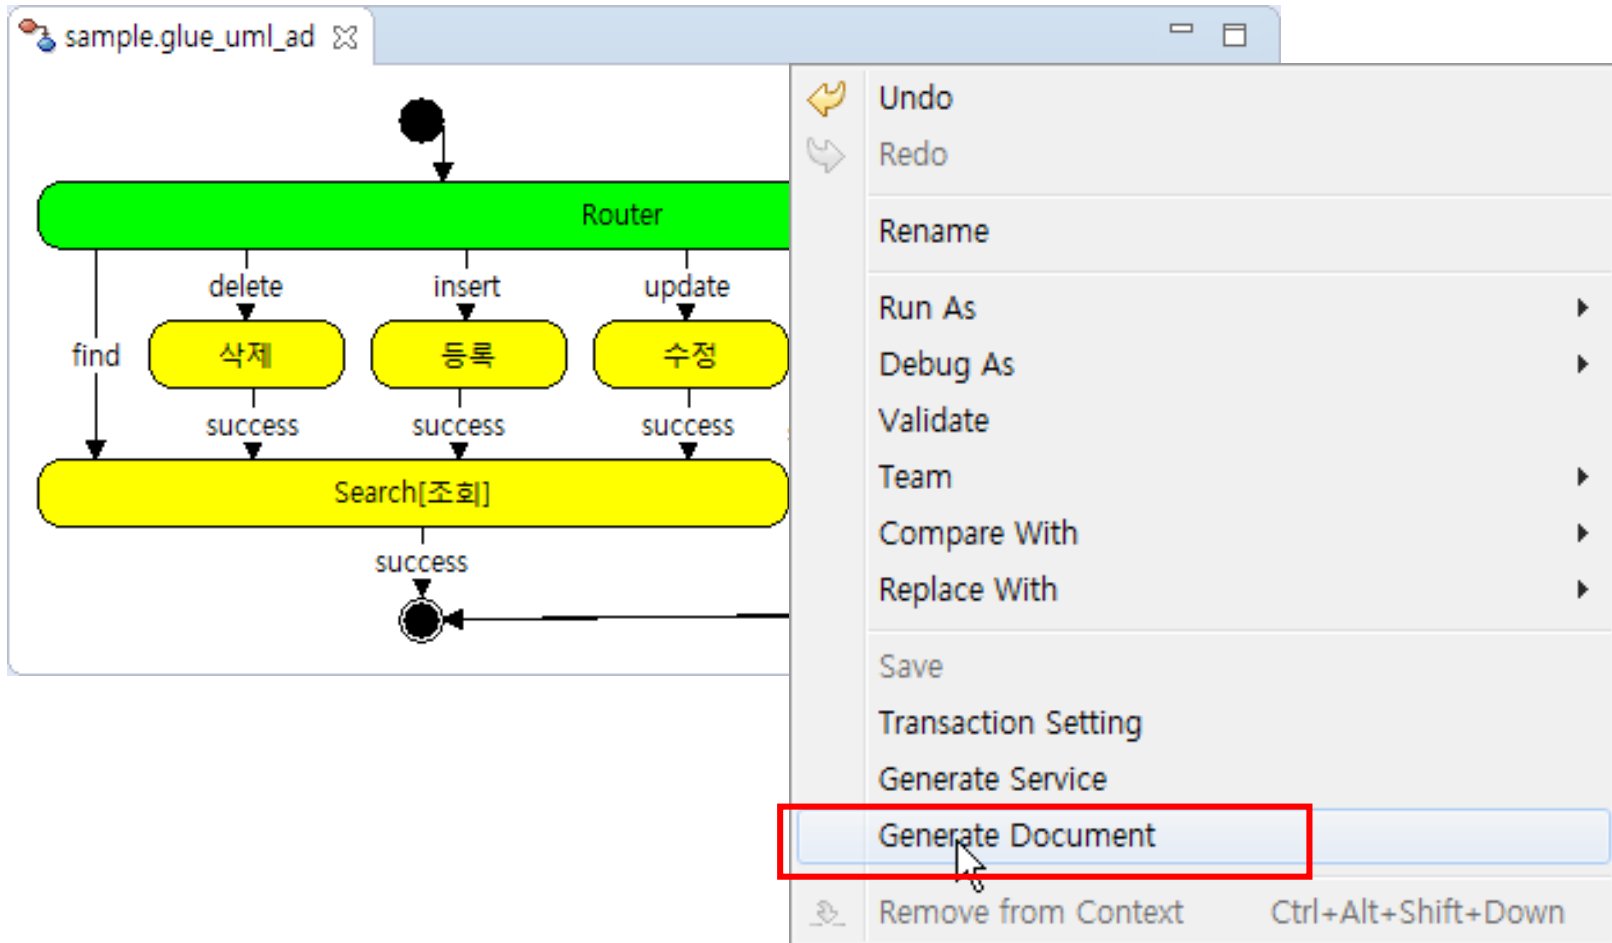 sample.glue_uml_ad
Router
delete
insert
update
find
삭제
등록
수정
success
success
success
Search[조회]
success
Undo
Redo
Rename
Run As
Debug As
Validate
Team
Compare With
Replace With
Save
Transaction Setting
Generate Service
Generate Document
Remove from Context Ctrl+Alt+Shift+Down